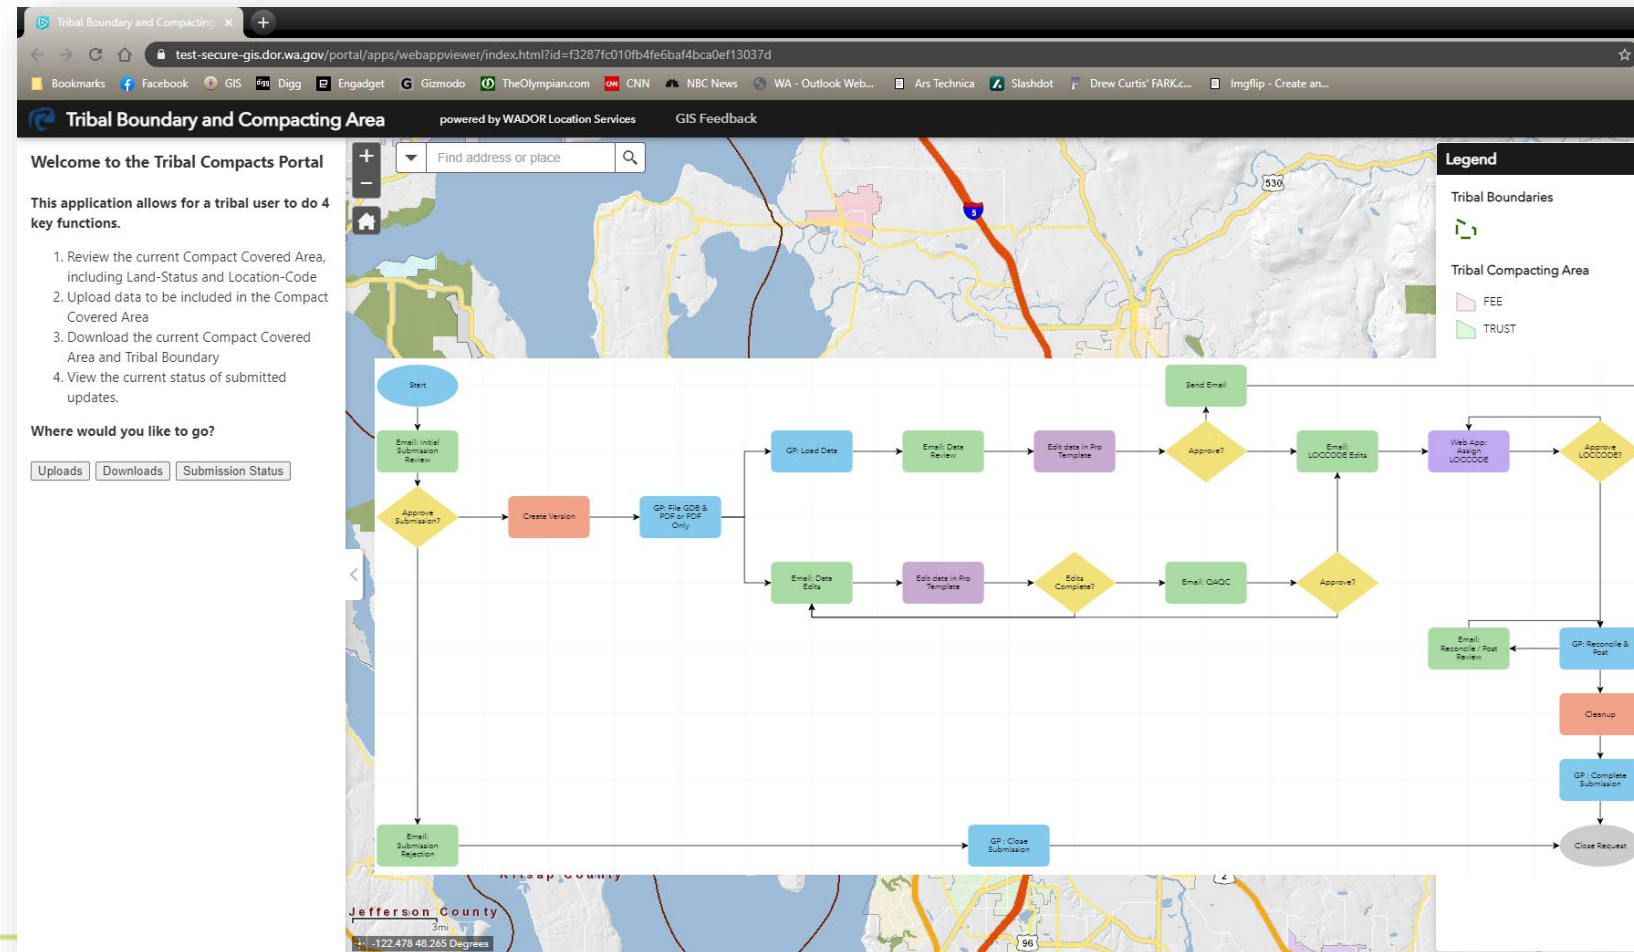 Tribal Boundary and Compacting
test-secure-gis.dor.wa.gov/portal/apps/webappviewer/index.html?id=f3287fc010fb4fe6baf4bca0ef13037d
Bookmarks Facebook GIS digg Digg Engadget G Gizmodo TheOlympian.com CNN CNN NBC News WA - Outlook Web... Ars Technica Slashdot Drew Curtis' FARK.c... Imgflip - Create an...
Tribal Boundary and Compacting Area powered by WADOR Location Services GIS Feedback
Welcome to the Tribal Compacts Portal
This application allows for a tribal user to do 4
key functions.
1. Review the current Compact Covered Area,
including Land-Status and Location-Code
2. Upload data to be included in the Compact
Covered Area
3. Download the current Compact Covered
Area and Tribal Boundary
4. View the current status of submitted
updates.
Where would you like to go?
Uploads Downloads Submission Status
+
−
Find address or place
530
5
Legend
Tribal Boundaries
Tribal Compacting Area
FEE
TRUST
Start
Email: Initial
Submission
Review
Approve
Submission?
Create Version
GP: File GDB &
PDF or PDF
Only
GP: Load Data
Email: Data
Review
Edit data in Pro
Template
Approve?
Send Email
Email:
LOCCODE Edits
Web App:
Assign
LOCCODE
Approve
LOCCODE?
Email: Data
Edits
Edit data in Pro
Template
Edits
Complete?
Email: QAQC
Approve?
Email:
Reconcile / Post
Review
GP: Reconcile &
Post
Cleanup
GP : Complete
Submission
Email:
Submission
Rejection
GP : Close
Submission
Close Request
Kitsap County
2
Jefferson County
3mi
-122.478 48.265 Degrees
96